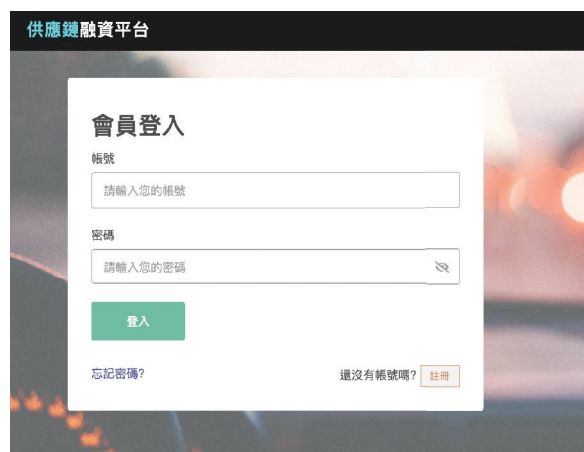 供應鏈融資平台
會員登入
帳號
請輸入您的帳號
密碼
請輸入您的密碼
登入
忘記密碼? 還沒有帳號嗎? 註冊